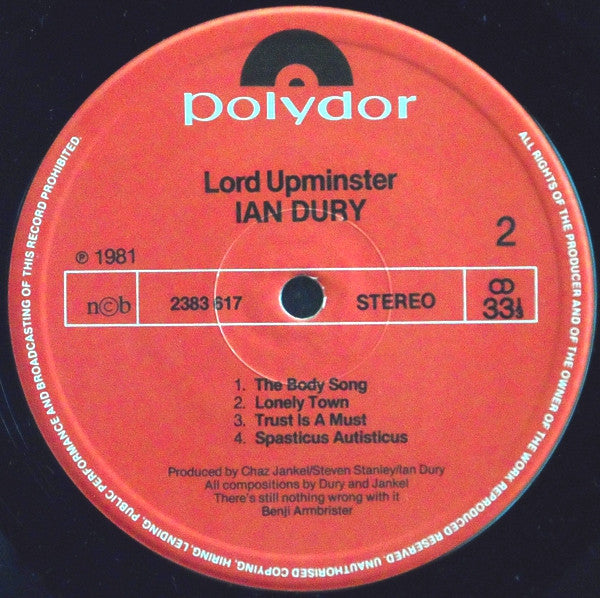 polydor
Lord Upminster
IAN DURY
2
℗ 1981
n©b
2383 617
STEREO
33⅓
1. The Body Song
2. Lonely Town
3. Trust Is A Must
4. Spasticus Autisticus
Produced by Chaz Jankel/Steven Stanley/Ian Dury
All compositions by Dury and Jankel
There's still nothing wrong with it
Benji Armbrister
ALL RIGHTS OF THE PRODUCER AND OF THE OWNER OF THE WORK REPRODUCED RESERVED. UNAUTHORISED COPYING, HIRING, LENDING, PUBLIC PERFORMANCE AND BROADCASTING OF THIS RECORD PROHIBITED.